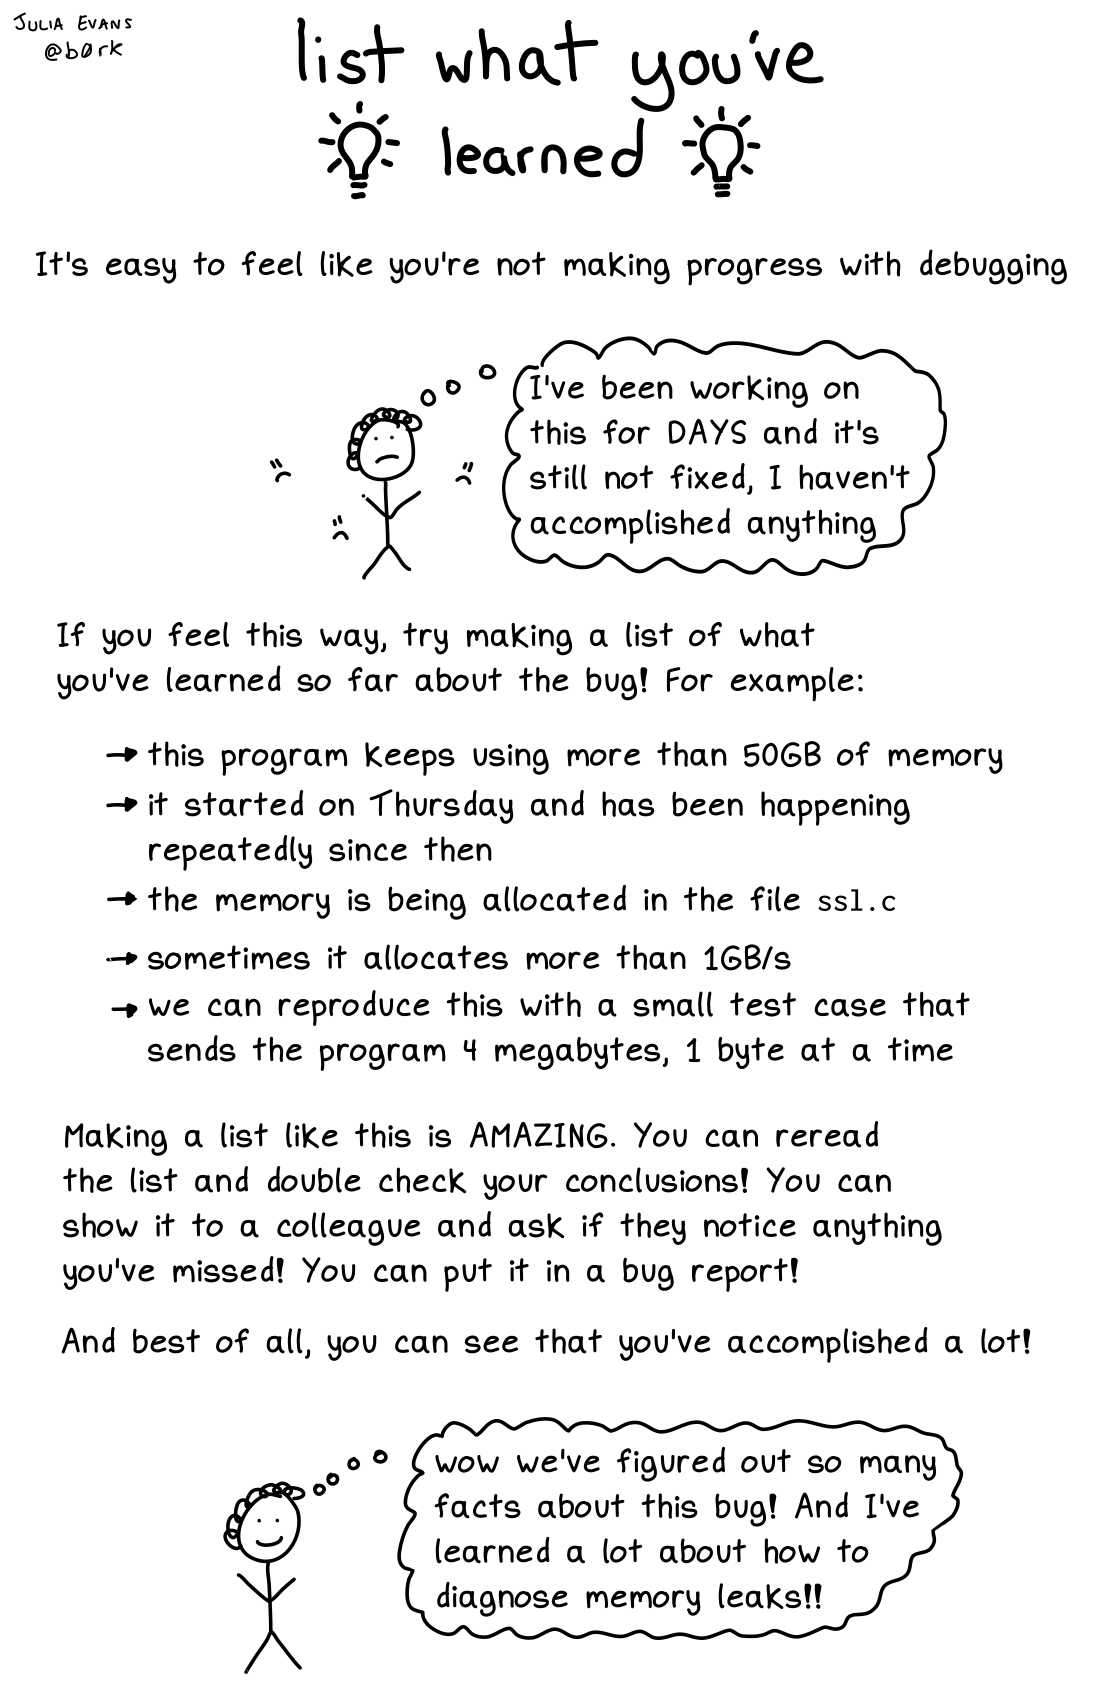 JULIA EVANS
@b0rk
list what you've
learned
It's easy to feel like you're not making progress with debugging
I've been working on
this for DAYS and it's
still not fixed, I haven't
accomplished anything
If you feel this way, try making a list of what
you've learned so far about the bug! For example:
→ this program keeps using more than 50GB of memory
→ it started on Thursday and has been happening
repeatedly since then
→ the memory is being allocated in the file ssl.c
→ sometimes it allocates more than 1GB/s
→ we can reproduce this with a small test case that
sends the program 4 megabytes, 1 byte at a time
Making a list like this is AMAZING. You can reread
the list and double check your conclusions! You can
show it to a colleague and ask if they notice anything
you've missed! You can put it in a bug report!
And best of all, you can see that you've accomplished a lot!
wow we've figured out so many
facts about this bug! And I've
learned a lot about how to
diagnose memory leaks!!